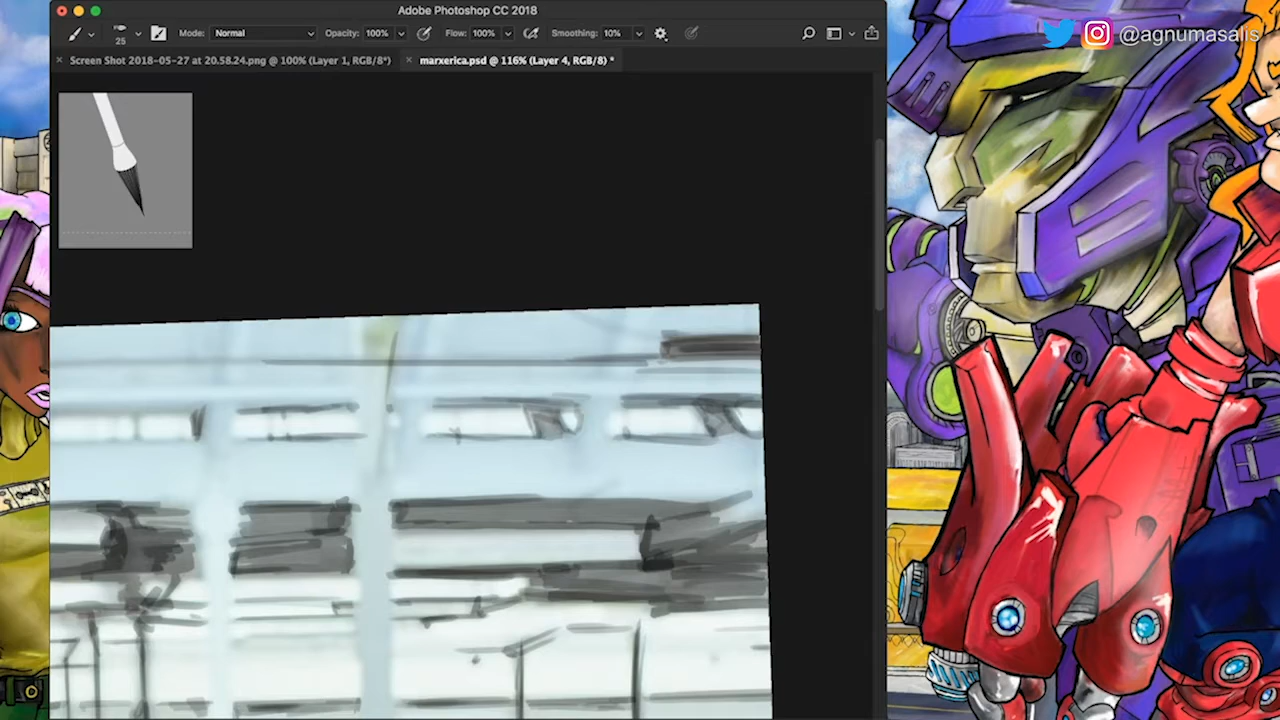 Adobe Photoshop CC 2018
25 Mode: Normal Opacity: 100% Flow: 100% Smoothing: 10%
× Screen Shot 2018-05-27 at 20.58.24.png @ 100% (Layer 1, RGB/8*) × marxerica.psd @ 116% (Layer 4, RGB/8) *
@agnumasalis